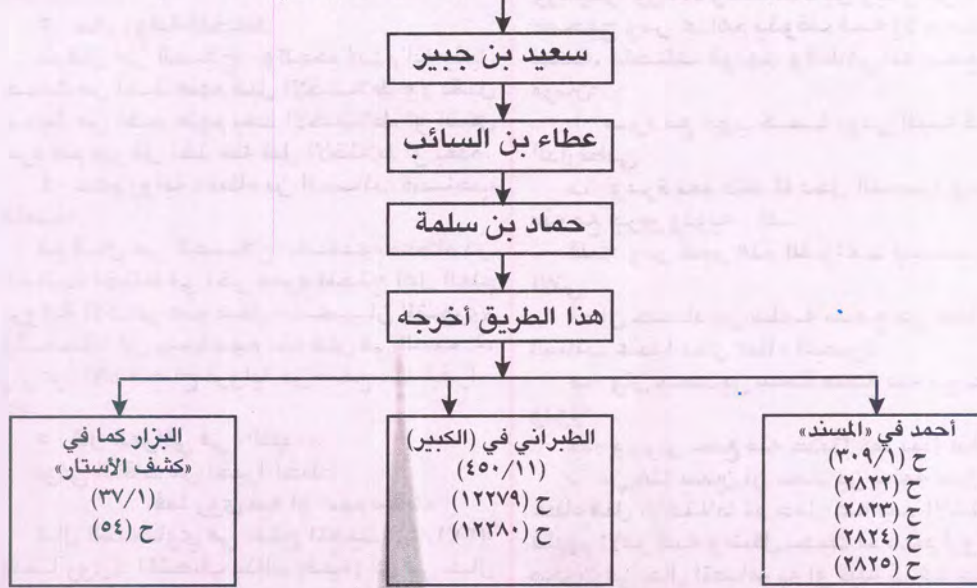 سعيد بن جبير
عطاء بن السائب
حماد بن سلمة
هذا الطريق أخرجه
أحمد في «المسند»
ح (٣٠٩/١)
ح (٢٨٢٢)
ح (٢٨٢٣)
ح (٢٨٢٤)
ح (٢٨٢٥)
الطبراني في (الكبير)
(٤٥٠/١١)
ح (١٢٢٧٩)
ح (١٢٢٨٠)
البزار كما في
«كشف الأستار»
(٣٧/١)
ح (٥٤)